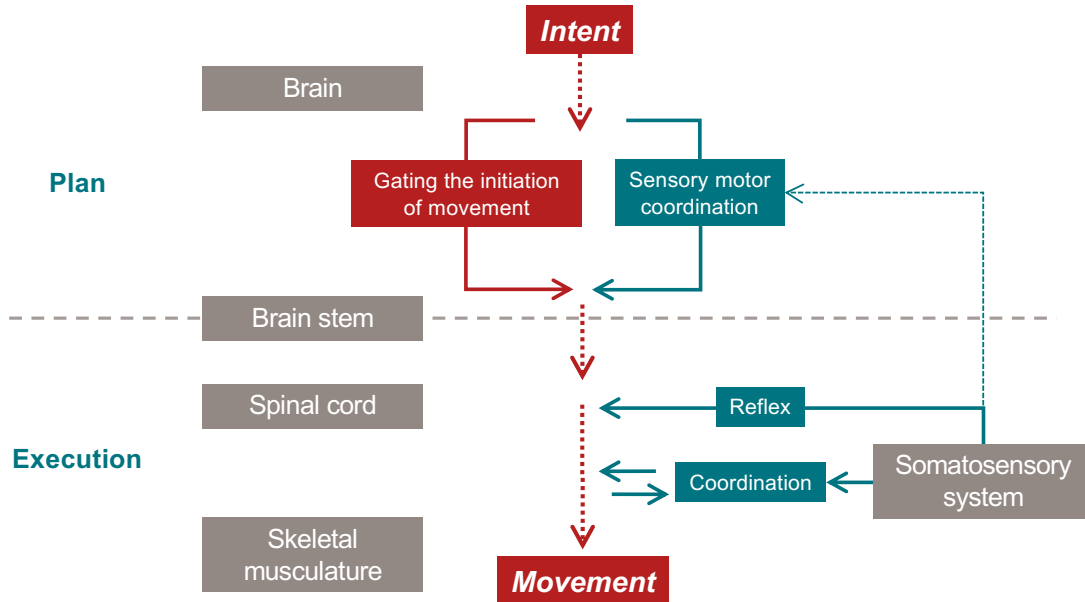 Intent
Brain
Plan
Gating the initiation
of movement
Sensory motor
coordination
Brain stem
Spinal cord
Reflex
Execution
Somatosensory
system
Coordination
Skeletal
musculature
Movement